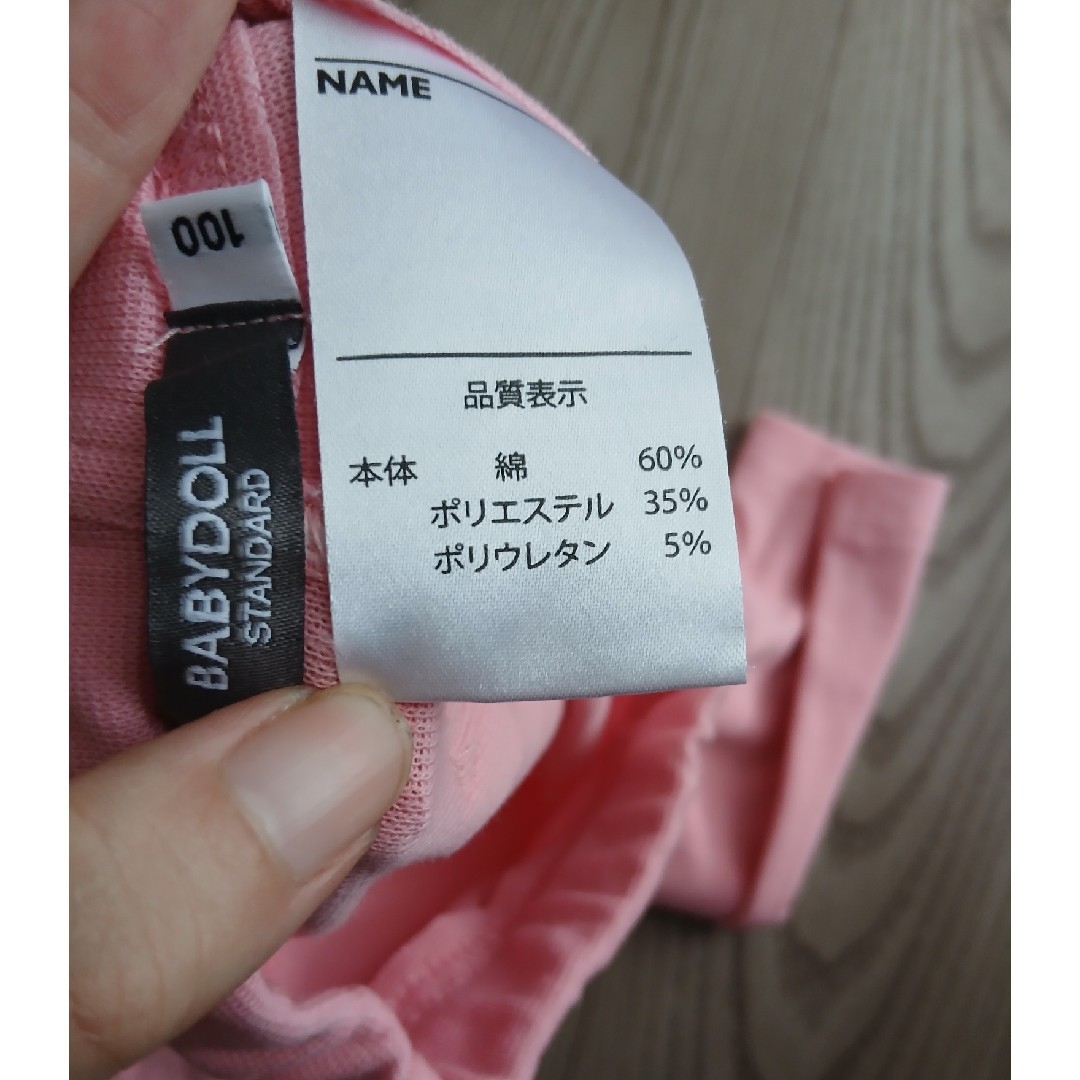 NAME
100
BABYDOLL
STANDARD
品質表示
本体 綿 60%
ポリエステル 35%
ポリウレタン 5%